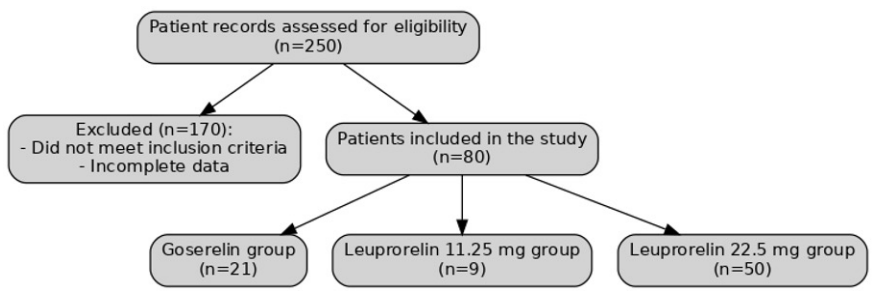 Patient records assessed for eligibility
(n=250)
Excluded (n=170):
- Did not meet inclusion criteria
- Incomplete data
Patients included in the study
(n=80)
Goserelin group
(n=21)
Leuprorelin 11.25 mg group
(n=9)
Leuprorelin 22.5 mg group
(n=50)